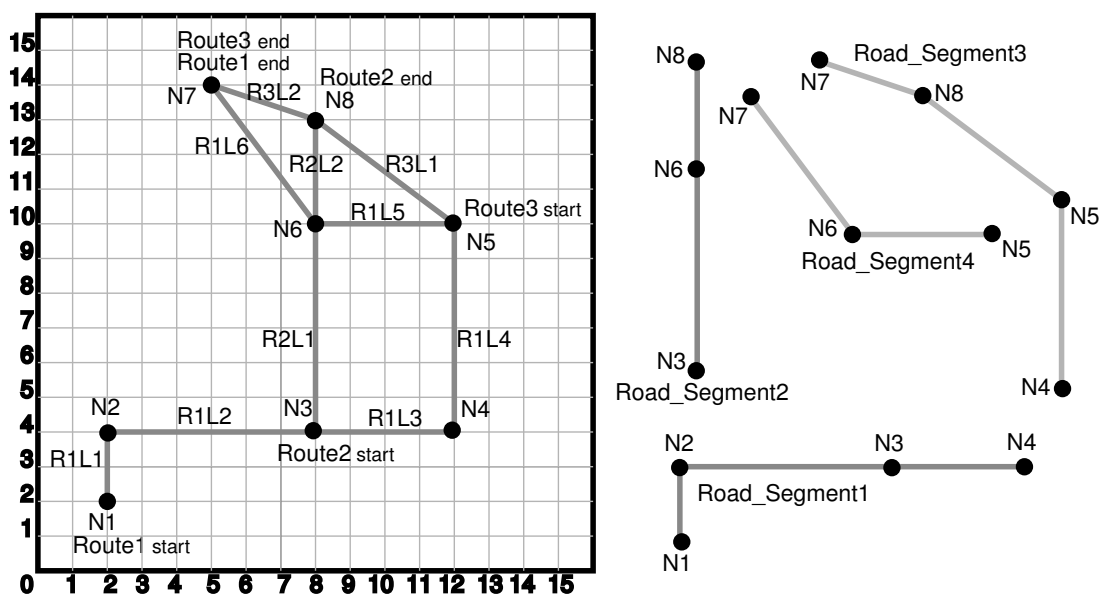 15
14
13
12
11
10
9
8
7
6
5
4
3
2
1
0 1 2 3 4 5 6 7 8 9 10 11 12 13 14 15
Route3 end
Route1 end
N7
R3L2
Route2 end
N8
R1L6
R2L2
R3L1
R1L5
Route3 start
N6
N5
R2L1
R1L4
N2
R1L2
N3
R1L3
N4
Route2 start
R1L1
N1
Route1 start
N8
N6
N3
Road_Segment2
N7
N6
N5
Road_Segment4
Road_Segment3
N7
N8
N5
N4
N2
N3
N4
Road_Segment1
N1